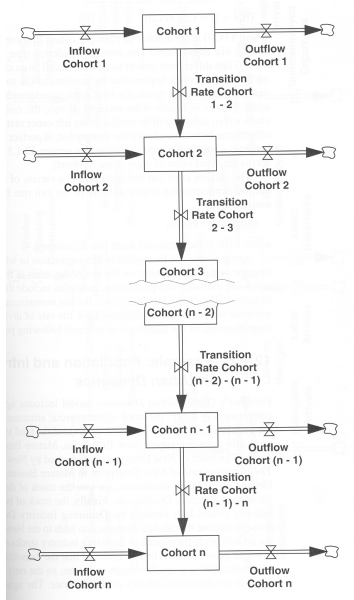 Cohort 1
Inflow
Cohort 1
Outflow
Cohort 1
Transition
Rate Cohort
1 - 2
Cohort 2
Inflow
Cohort 2
Outflow
Cohort 2
Transition
Rate Cohort
2 - 3
Cohort 3
Cohort (n - 2)
Transition
Rate Cohort
(n - 2) - (n - 1)
Cohort n - 1
Inflow
Cohort (n - 1)
Outflow
Cohort (n - 1)
Transition
Rate Cohort
(n - 1) - n
Cohort n
Inflow
Cohort n
Outflow
Cohort n